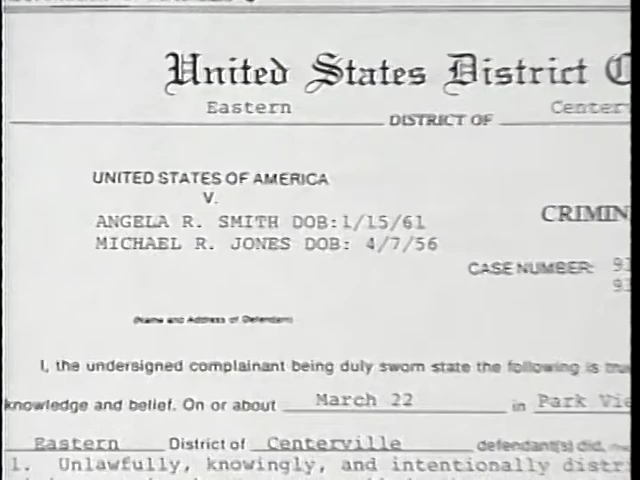 United States District C
Eastern DISTRICT OF Center
UNITED STATES OF AMERICA
V.
ANGELA R. SMITH DOB:1/15/61
MICHAEL R. JONES DOB: 4/7/56
CRIMIN
CASE NUMBER: 93
93
(Name and Address of Defendant)
I, the undersigned complainant being duly sworn state the following is true
knowledge and belief. On or about March 22 in Park Vie
Eastern District of Centerville defendant(s) did,
1. Unlawfully, knowingly, and intentionally distr